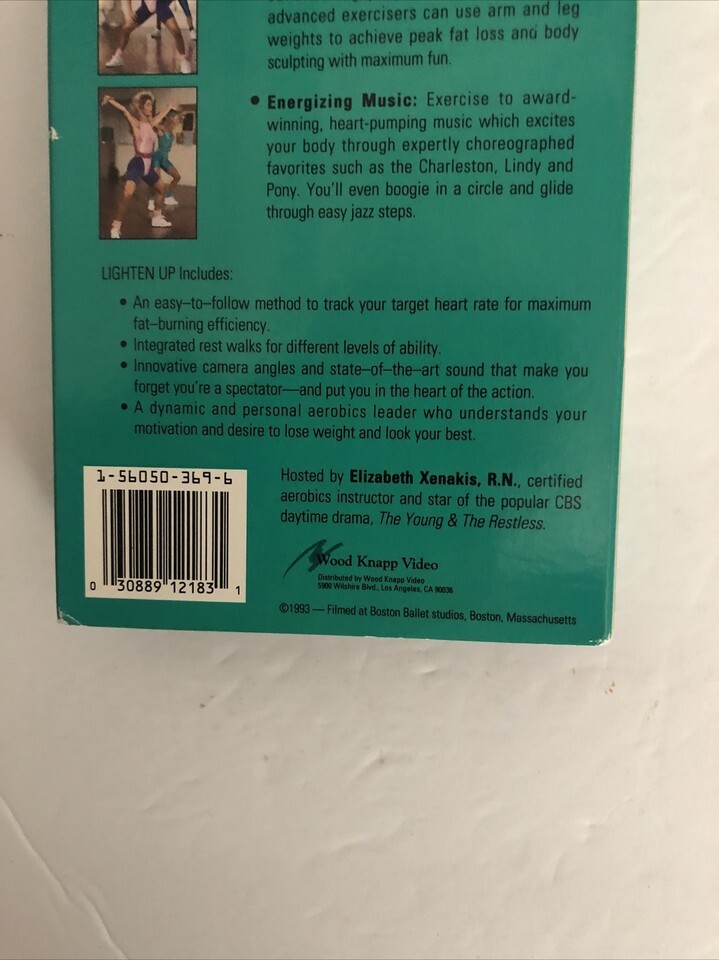 advanced exercisers can use arm and leg
weights to achieve peak fat loss and body
sculpting with maximum fun.
• Energizing Music: Exercise to award-
winning, heart-pumping music which excites
your body through expertly choreographed
favorites such as the Charleston, Lindy and
Pony. You'll even boogie in a circle and glide
through easy jazz steps.
LIGHTEN UP Includes:
• An easy–to–follow method to track your target heart rate for maximum
fat–burning efficiency.
• Integrated rest walks for different levels of ability.
• Innovative camera angles and state–of–the–art sound that make you
forget you're a spectator—and put you in the heart of the action.
• A dynamic and personal aerobics leader who understands your
motivation and desire to lose weight and look your best.
1-56050-369-6
0 30889 12183 1
Hosted by Elizabeth Xenakis, R.N., certified
aerobics instructor and star of the popular CBS
daytime drama, The Young & The Restless.
Wood Knapp Video
Distributed by Wood Knapp Video
5900 Wilshire Blvd., Los Angeles, CA 90036
©1993 — Filmed at Boston Ballet studios, Boston, Massachusetts